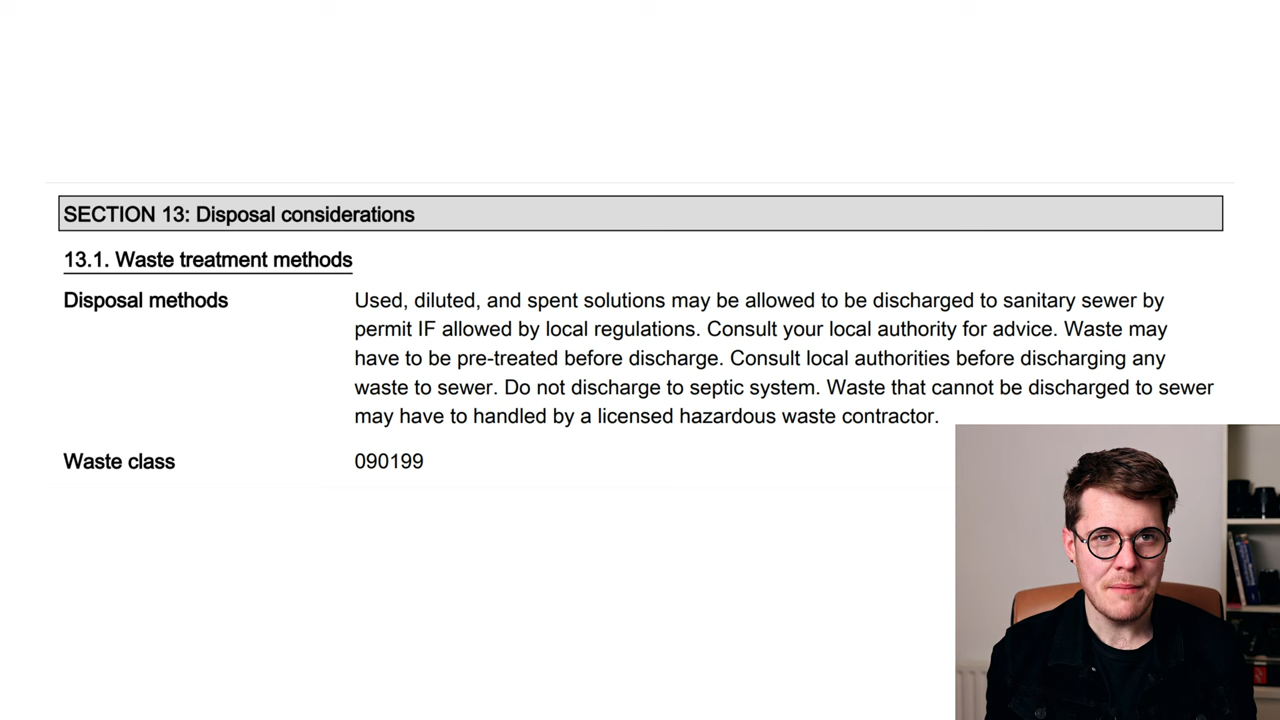 SECTION 13: Disposal considerations
13.1. Waste treatment methods
Disposal methods
Used, diluted, and spent solutions may be allowed to be discharged to sanitary sewer by
permit IF allowed by local regulations. Consult your local authority for advice. Waste may
have to be pre-treated before discharge. Consult local authorities before discharging any
waste to sewer. Do not discharge to septic system. Waste that cannot be discharged to sewer
may have to handled by a licensed hazardous waste contractor.
Waste class
090199